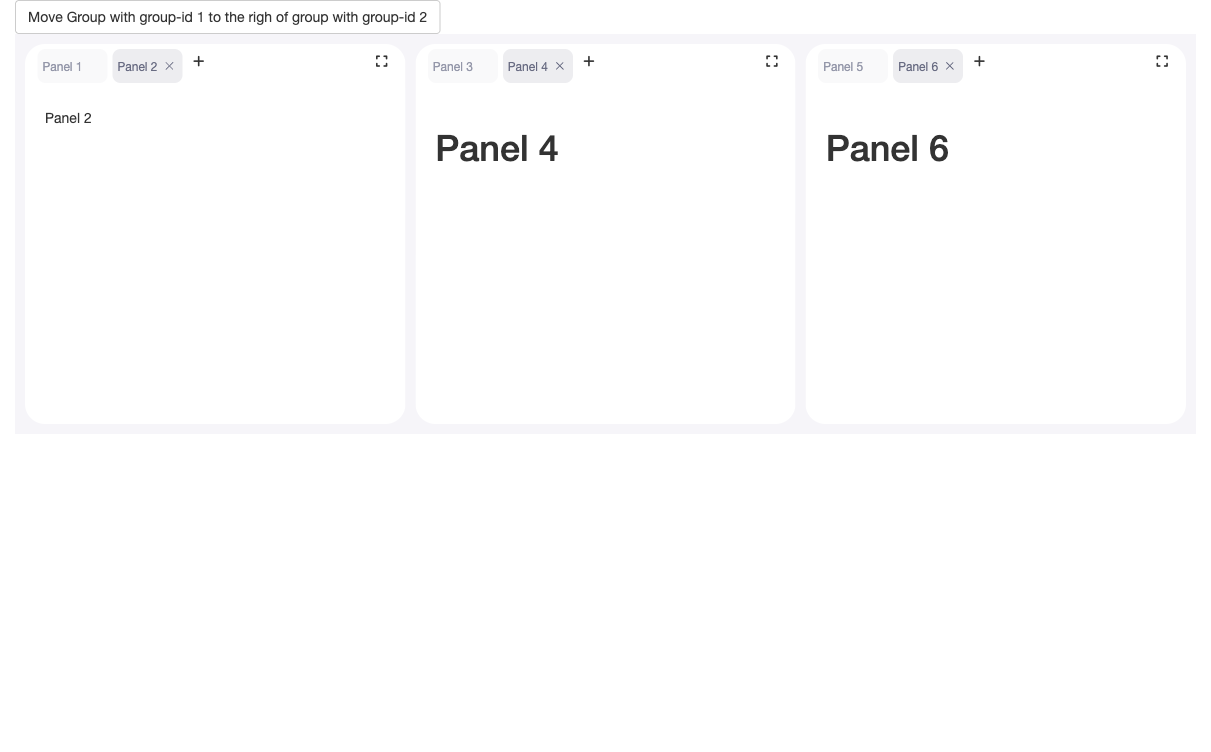 Move Group with group-id 1 to the righ of group with group-id 2
Panel 1 Panel 2 × + Panel 3 Panel 4 × + Panel 5 Panel 6 × +
Panel 2
Panel 4
Panel 6